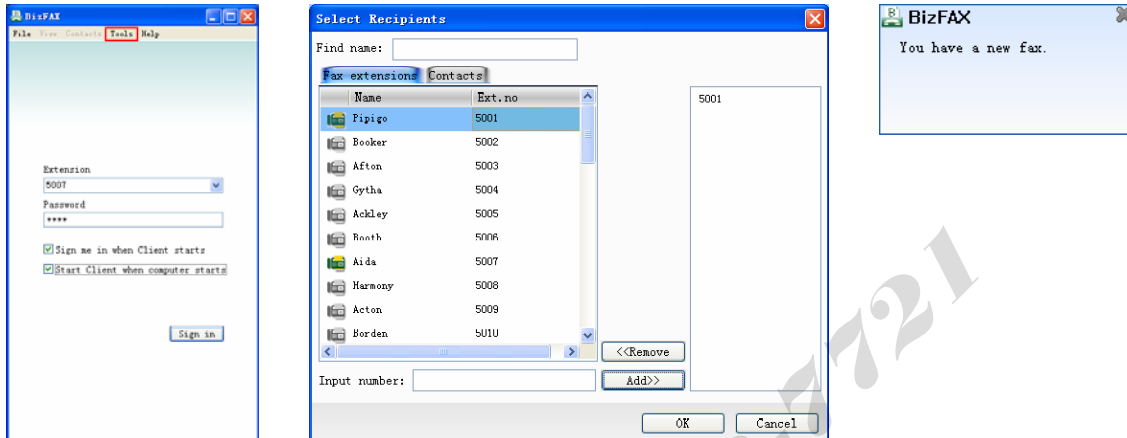 BizFAX
File View Contacts Tools Help
Extension
5007
Password
****
Sign me in when Client starts
Start Client when computer starts
Sign in
Select Recipients
Find name:
Fax extensions Contacts
Name Ext.no
Pipigo 5001
Booker 5002
Afton 5003
Gytha 5004
Ackley 5005
Booth 5006
Aida 5007
Harmony 5008
Acton 5009
Borden 5010
5001
<<Remove
Input number:
Add>>
OK Cancel
BizFAX
You have a new fax.
7721